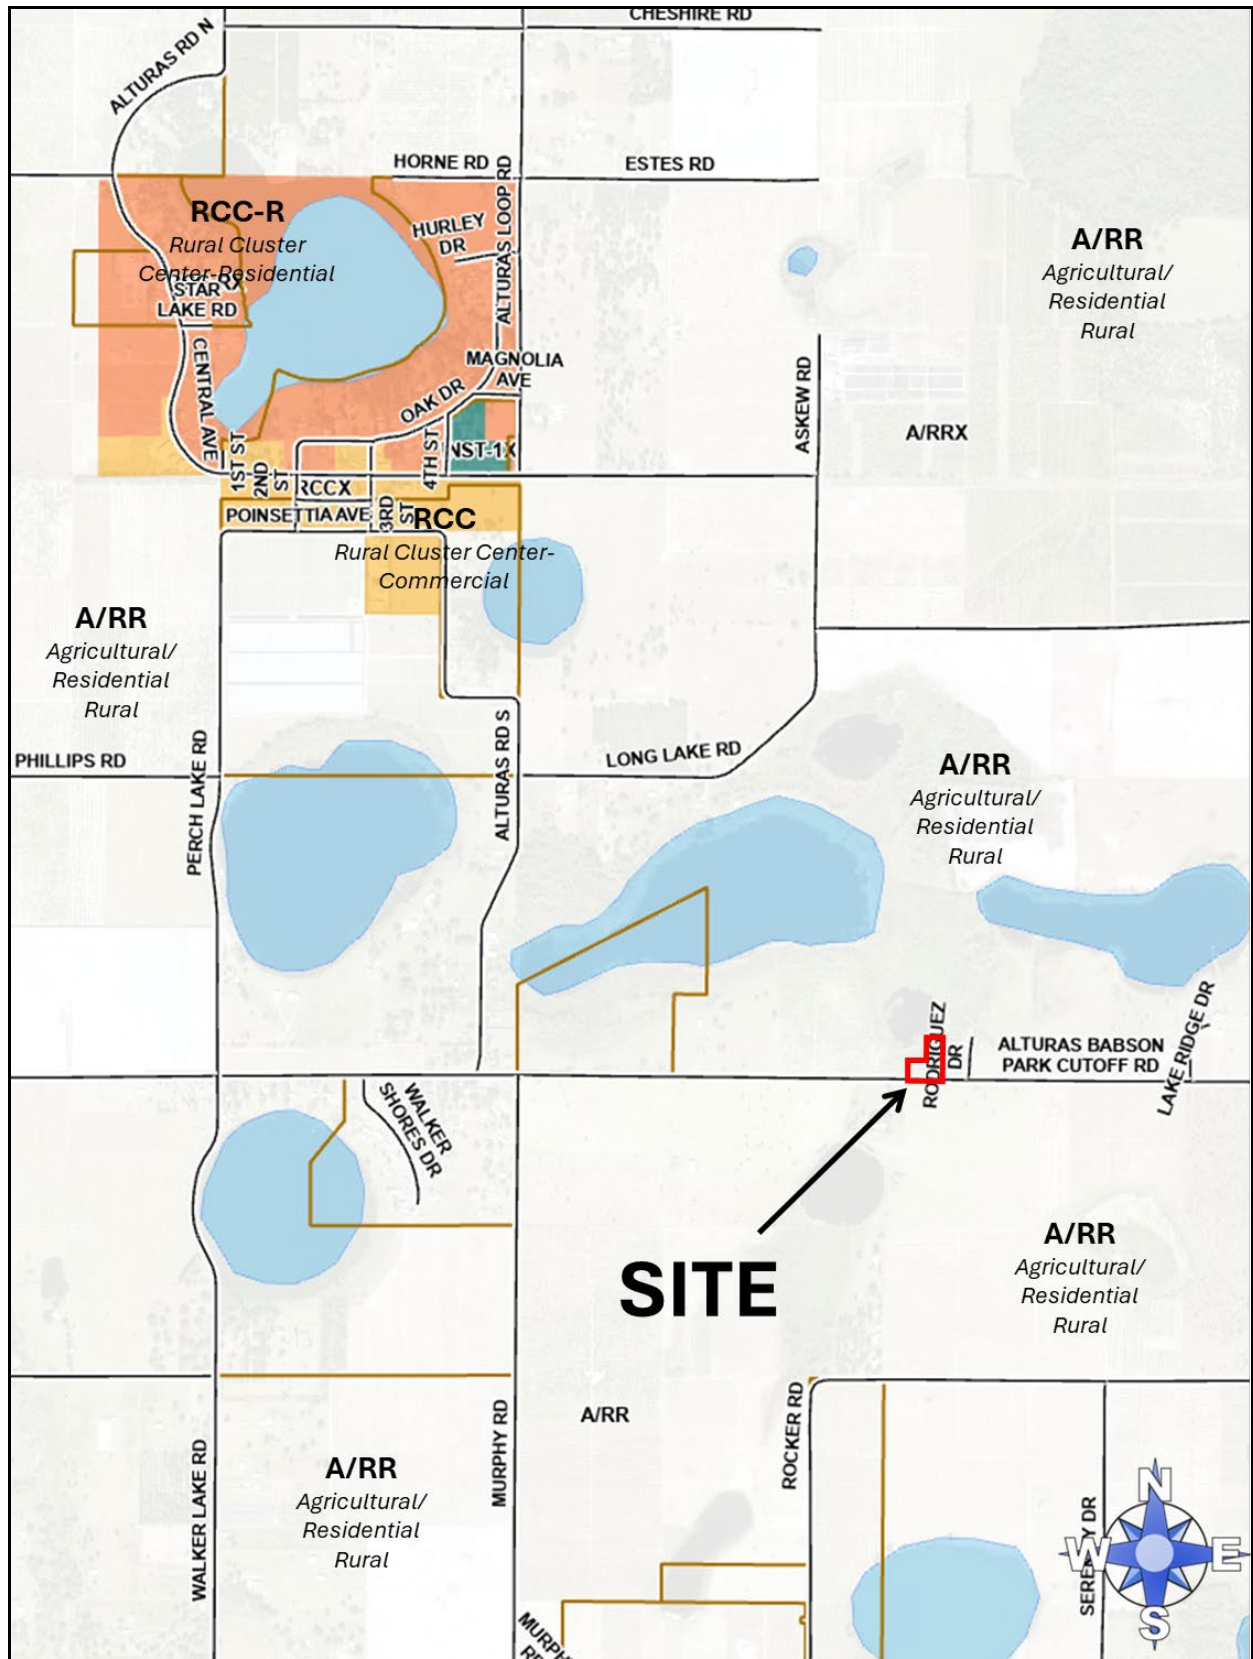 CHESHIRE RD
ALTURAS RD N
HORNE RD
ESTES RD
ALTURAS LOOP RD
RCC-R
Rural Cluster
Center-Residential
HURLEY
DR
STAR
LAKE RD
A/RR
Agricultural/
Residential
Rural
CENTRAL AVE
MAGNOLIA
AVE
OAK DR
ASKEW RD
A/RRX
1ST ST
2ND
ST
4TH ST
NST-1X
RCCX
POINSETTIA AVE
3RD
ST
RCC
Rural Cluster Center-
Commercial
A/RR
Agricultural/
Residential
Rural
PHILLIPS RD
PERCH LAKE RD
ALTURAS RD S
LONG LAKE RD
A/RR
Agricultural/
Residential
Rural
RODRIQUEZ
DR
ALTURAS BABSON
PARK CUTOFF RD
LAKE RIDGE DR
WALKER
SHORES DR
SITE
A/RR
Agricultural/
Residential
Rural
WALKER LAKE RD
MURPHY RD
A/RR
ROCKER RD
A/RR
Agricultural/
Residential
Rural
MURPH
N
W
E
S